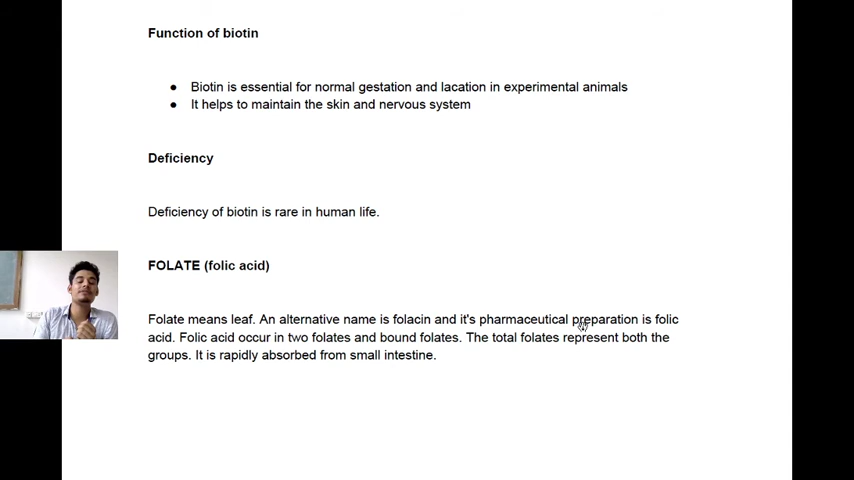 Function of biotin
● Biotin is essential for normal gestation and lacation in experimental animals
● It helps to maintain the skin and nervous system
Deficiency
Deficiency of biotin is rare in human life.
FOLATE (folic acid)
Folate means leaf. An alternative name is folacin and it's pharmaceutical preparation is folic
acid. Folic acid occur in two folates and bound folates. The total folates represent both the
groups. It is rapidly absorbed from small intestine.